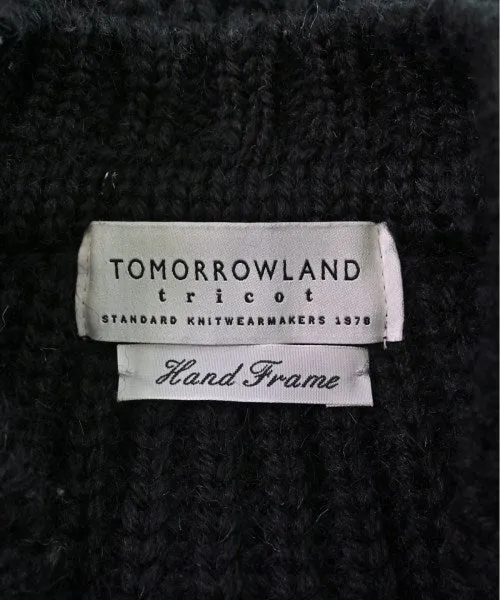 TOMORROWLAND
tricot
STANDARD KNITWEARMAKERS 1978
Hand Frame